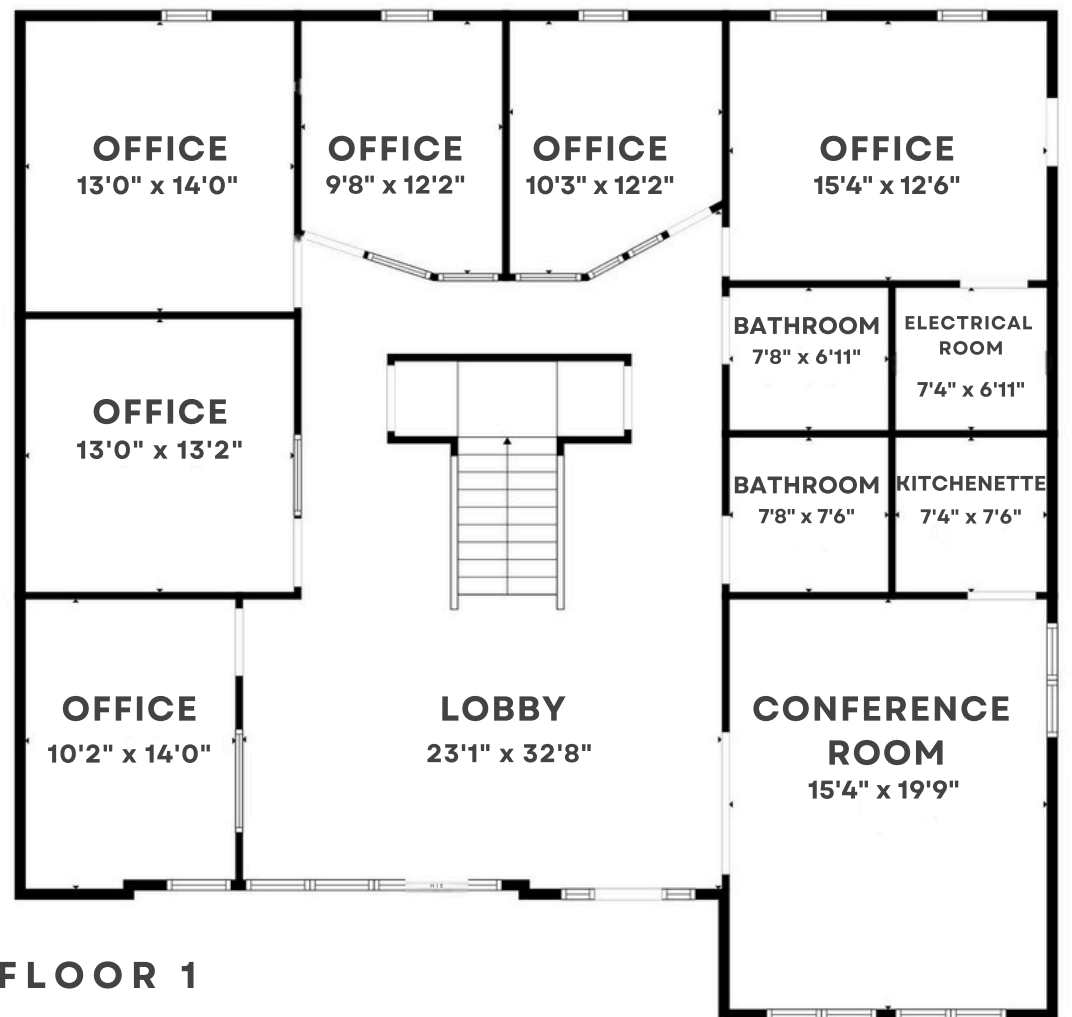 OFFICE
13'0" x 14'0"
OFFICE
9'8" x 12'2"
OFFICE
10'3" x 12'2"
OFFICE
15'4" x 12'6"
BATHROOM
7'8" x 6'11"
ELECTRICAL
ROOM
7'4" x 6'11"
OFFICE
13'0" x 13'2"
BATHROOM
7'8" x 7'6"
KITCHENETTE
7'4" x 7'6"
OFFICE
10'2" x 14'0"
LOBBY
23'1" x 32'8"
CONFERENCE
ROOM
15'4" x 19'9"
FLOOR 1